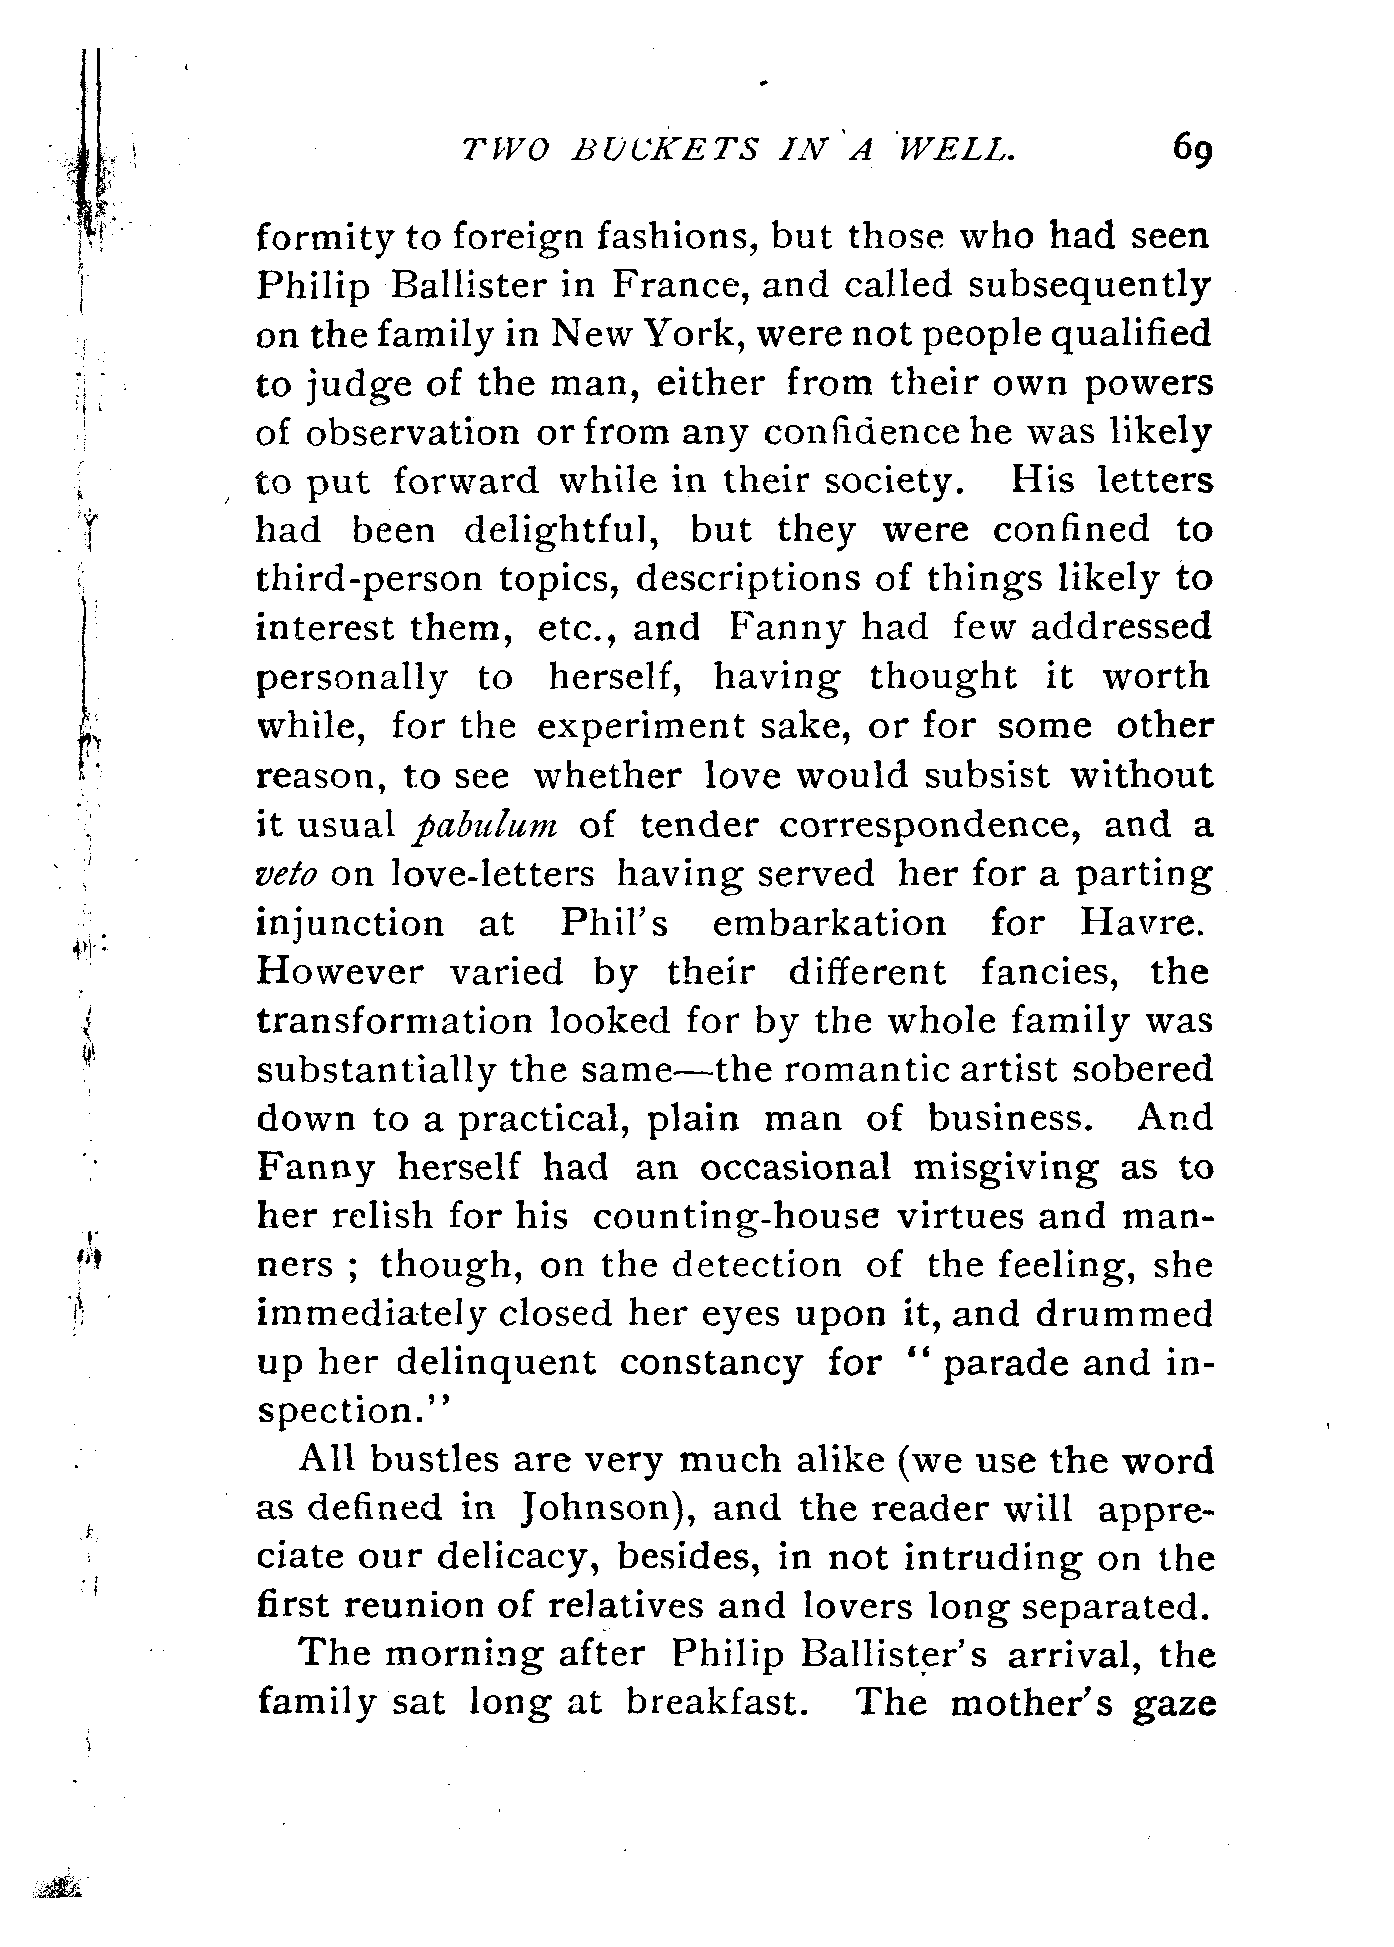 TWO BUCKETS IN A WELL. 69
formity to foreign fashions, but those who had seen
Philip Ballister in France, and called subsequently
on the family in New York, were not people qualified
to judge of the man, either from their own powers
of observation or from any confidence he was likely
to put forward while in their society. His letters
had been delightful, but they were confined to
third-person topics, descriptions of things likely to
interest them, etc., and Fanny had few addressed
personally to herself, having thought it worth
while, for the experiment sake, or for some other
reason, to see whether love would subsist without
it usual pabulum of tender correspondence, and a
veto on love-letters having served her for a parting
injunction at Phil's embarkation for Havre.
However varied by their different fancies, the
transformation looked for by the whole family was
substantially the same—the romantic artist sobered
down to a practical, plain man of business. And
Fanny herself had an occasional misgiving as to
her relish for his counting-house virtues and man-
ners ; though, on the detection of the feeling, she
immediately closed her eyes upon it, and drummed
up her delinquent constancy for “ parade and in-
spection.”
All bustles are very much alike (we use the word
as defined in Johnson), and the reader will appre-
ciate our delicacy, besides, in not intruding on the
first reunion of relatives and lovers long separated.
The morning after Philip Ballister's arrival, the
family sat long at breakfast. The mother's gaze